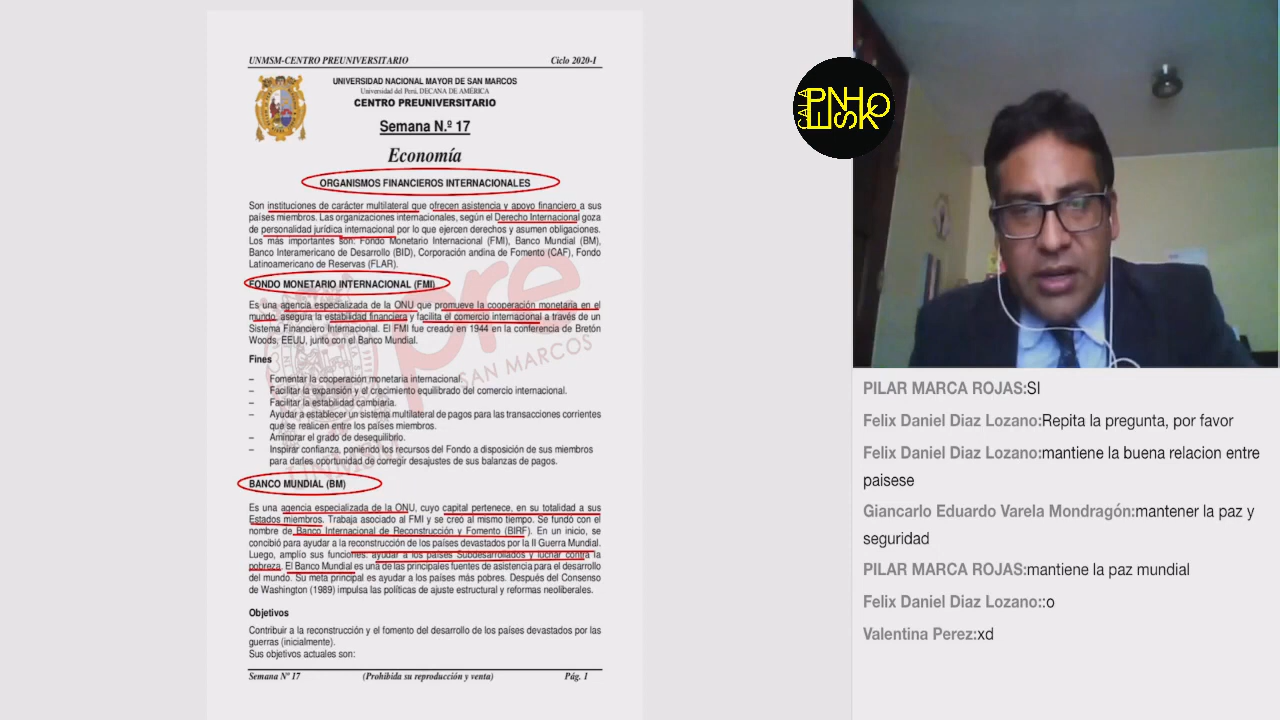 UNMSM-CENTRO PREUNIVERSITARIO Ciclo 2020-I
UNIVERSIDAD NACIONAL MAYOR DE SAN MARCOS
Universidad del Perú. DECANA DE AMÉRICA
CENTRO PREUNIVERSITARIO
Semana N.º 17
Economía
ORGANISMOS FINANCIEROS INTERNACIONALES
Son instituciones de carácter multilateral que ofrecen asistencia y apoyo financiero a sus
países miembros. Las organizaciones internacionales, según el Derecho Internacional goza
de personalidad jurídica internacional por lo que ejercen derechos y asumen obligaciones.
Los más importantes son: Fondo Monetario Internacional (FMI), Banco Mundial (BM),
Banco Interamericano de Desarrollo (BID), Corporación andina de Fomento (CAF), Fondo
Latinoamericano de Reservas (FLAR).
FONDO MONETARIO INTERNACIONAL (FMI)
Es una agencia especializada de la ONU que promueve la cooperación monetaria en el
mundo, asegura la estabilidad financiera y facilita el comercio internacional a través de un
Sistema Financiero Internacional. El FMI fue creado en 1944 en la conferencia de Bretón
Woods, EEUU, junto con el Banco Mundial.
Fines
– Fomentar la cooperación monetaria internacional.
– Facilitar la expansión y el crecimiento equilibrado del comercio internacional.
– Facilitar la estabilidad cambiaria.
– Ayudar a establecer un sistema multilateral de pagos para las transacciones corrientes
que se realicen entre los países miembros.
– Aminorar el grado de desequilibrio.
– Inspirar confianza, poniendo los recursos del Fondo a disposición de sus miembros
para darles oportunidad de corregir desajustes de sus balanzas de pagos.
BANCO MUNDIAL (BM)
Es una agencia especializada de la ONU, cuyo capital pertenece, en su totalidad a sus
Estados miembros. Trabaja asociado al FMI y se creó al mismo tiempo. Se fundó con el
nombre de Banco Internacional de Reconstrucción y Fomento (BIRF). En un inicio, se
concibió para ayudar a la reconstrucción de los países devastados por la II Guerra Mundial.
Luego, amplio sus funciones: ayudar a los países Subdesarrollados y luchar contra la
pobreza. El Banco Mundial es una de las principales fuentes de asistencia para el desarrollo
del mundo. Su meta principal es ayudar a los países más pobres. Después del Consenso
de Washington (1989) impulsa las políticas de ajuste estructural y reformas neoliberales.
Objetivos
Contribuir a la reconstrucción y el fomento del desarrollo de los países devastados por las
guerras (inicialmente).
Sus objetivos actuales son:
Semana Nº 17 (Prohibida su reproducción y venta) Pág. 1
pre
SAN MARCOS
UNMSM
PILAR MARCA ROJAS:SI
Felix Daniel Diaz Lozano:Repita la pregunta, por favor
Felix Daniel Diaz Lozano:mantiene la buena relacion entre
paisese
Giancarlo Eduardo Varela Mondragón:mantener la paz y
seguridad
PILAR MARCA ROJAS:mantiene la paz mundial
Felix Daniel Diaz Lozano::o
Valentina Perez:xd